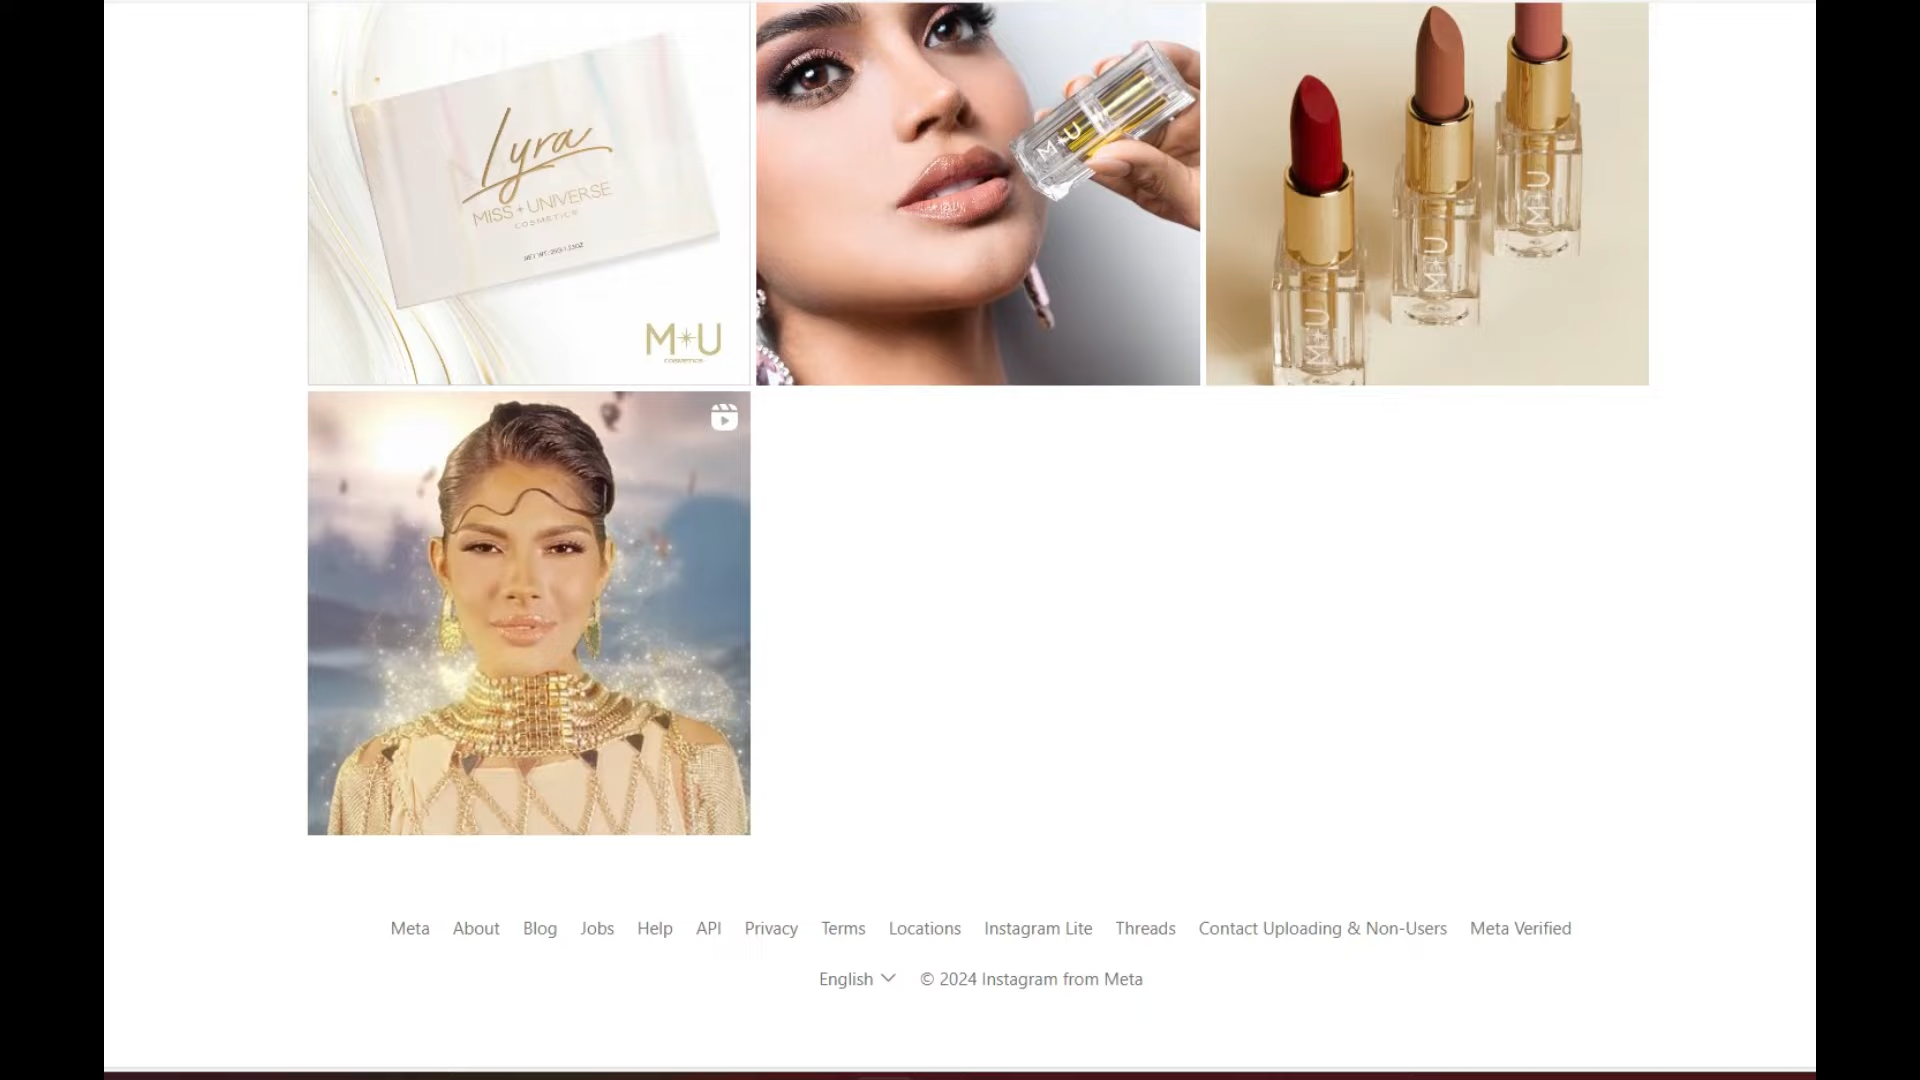 Lyra
MISS + UNIVERSE
COSMETICS
M+U
COSMETICS
M+U
M+U
M+U
M+U
Meta About Blog Jobs Help API Privacy Terms Locations Instagram Lite Threads Contact Uploading & Non-Users Meta Verified
English © 2024 Instagram from Meta